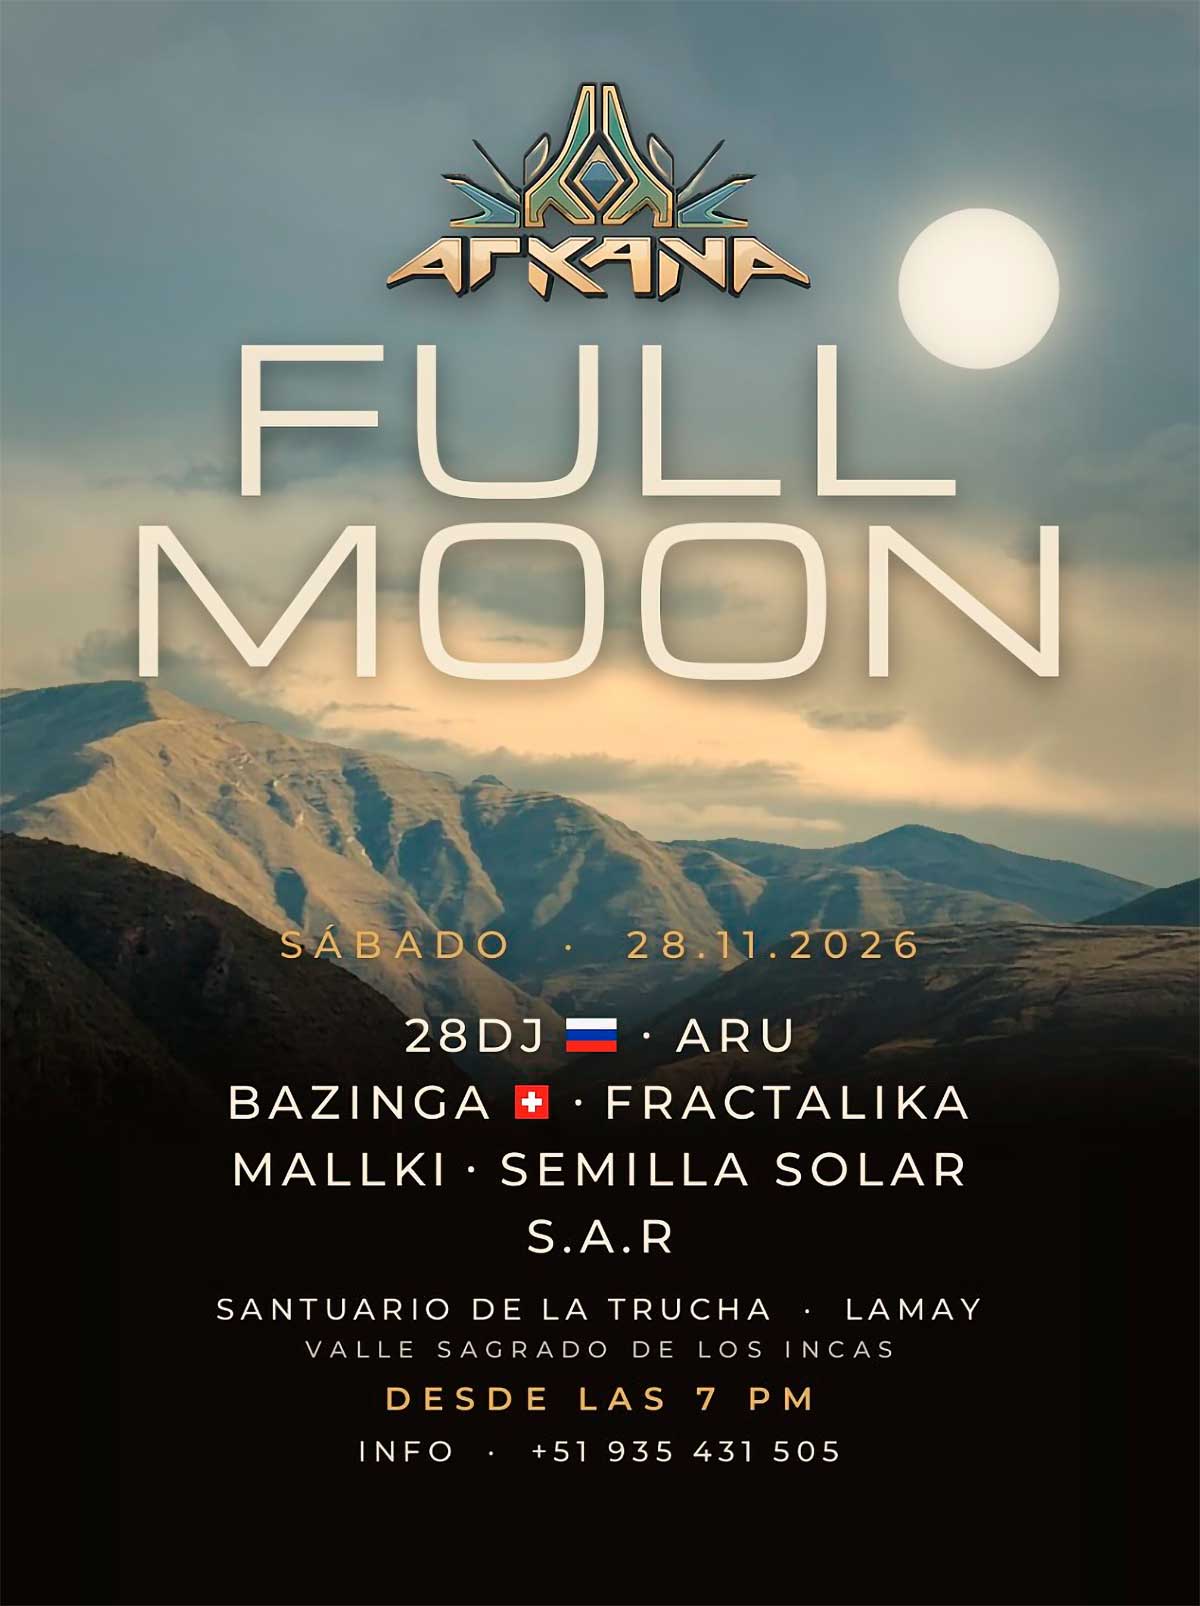 ARKANA
FULL
MOON
SÁBADO · 28.11.2026
28DJ 🇷🇺 · ARU
BAZINGA 🇨🇭 · FRACTALIKA
MALLKI · SEMILLA SOLAR
S.A.R
SANTUARIO DE LA TRUCHA · LAMAY
VALLE SAGRADO DE LOS INCAS
DESDE LAS 7 PM
INFO · +51 935 431 505